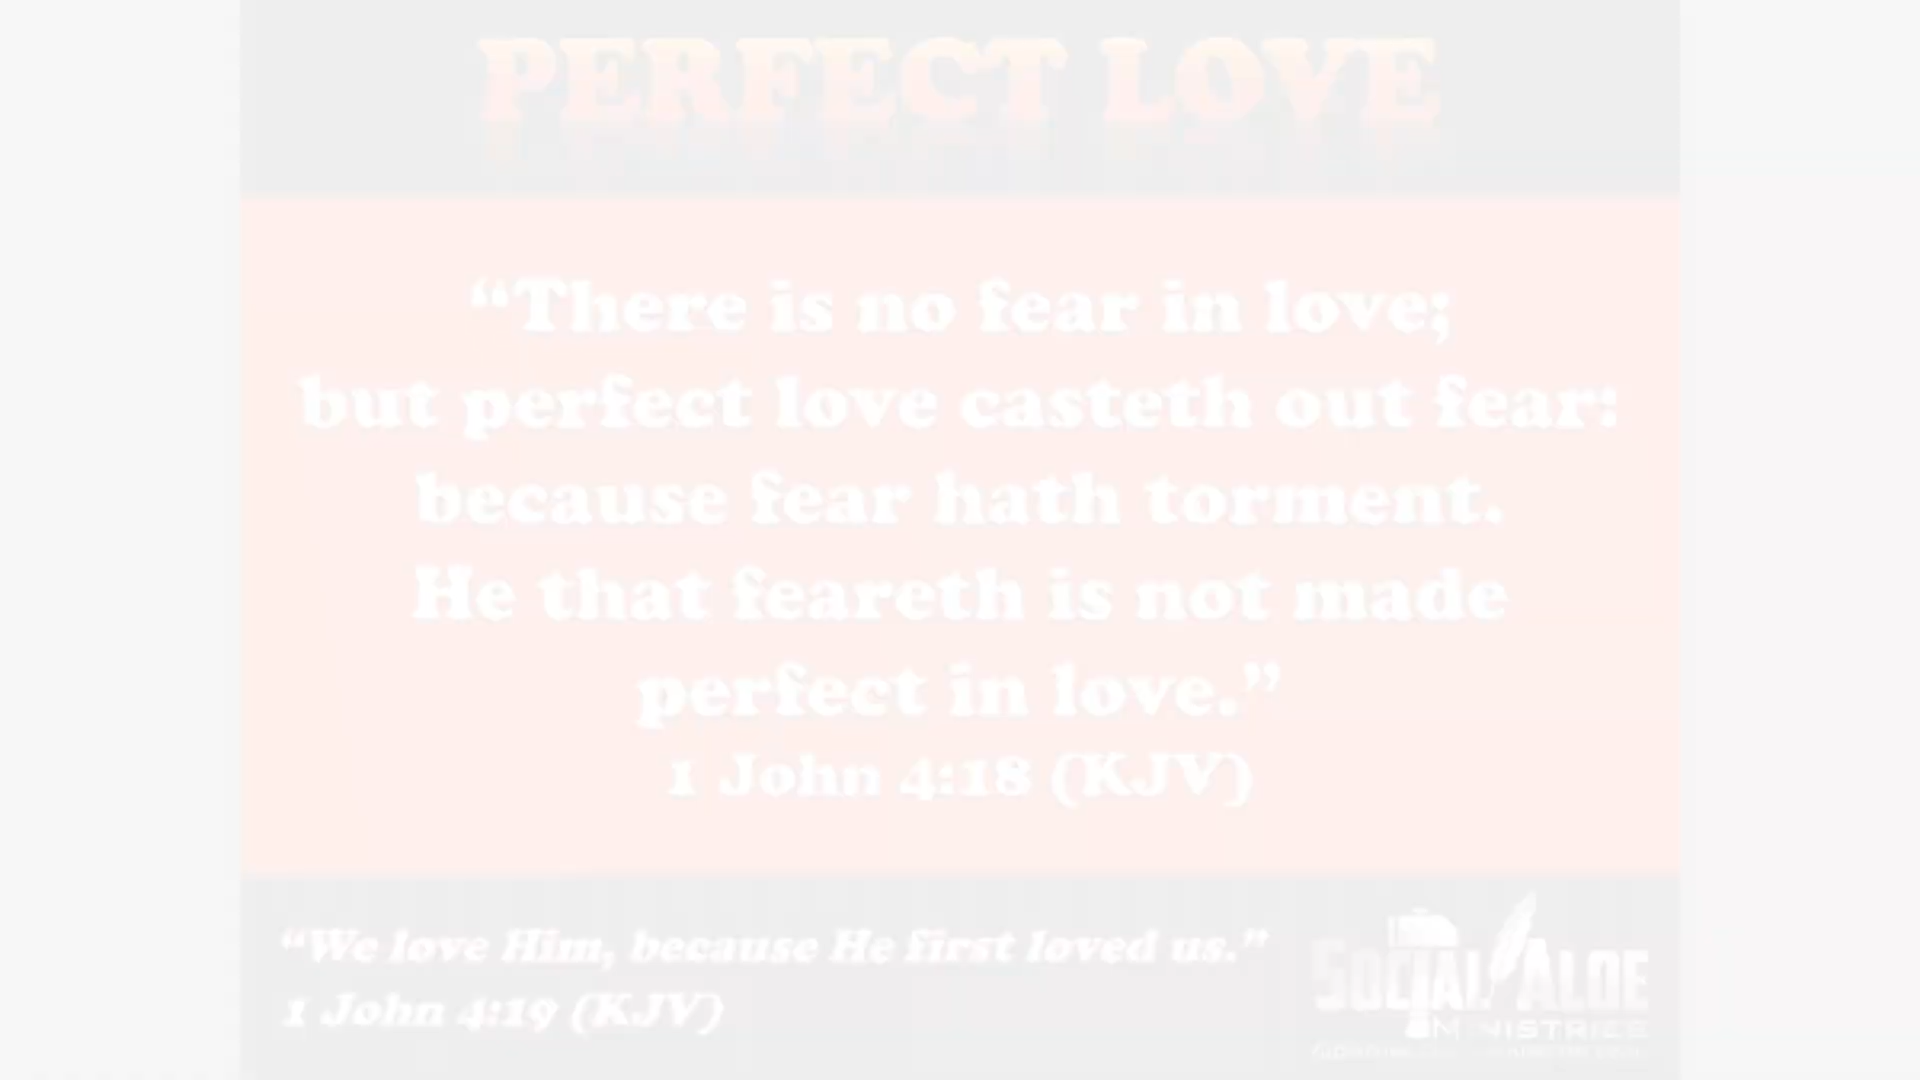 PERFECT LOVE
“There is no fear in love;
but perfect love casteth out fear:
because fear hath torment.
He that feareth is not made
perfect in love.”
1 John 4:18 (KJV)
“We love Him, because He first loved us.”
1 John 4:19 (KJV)
SOCIAL ALOE
MINISTRIES